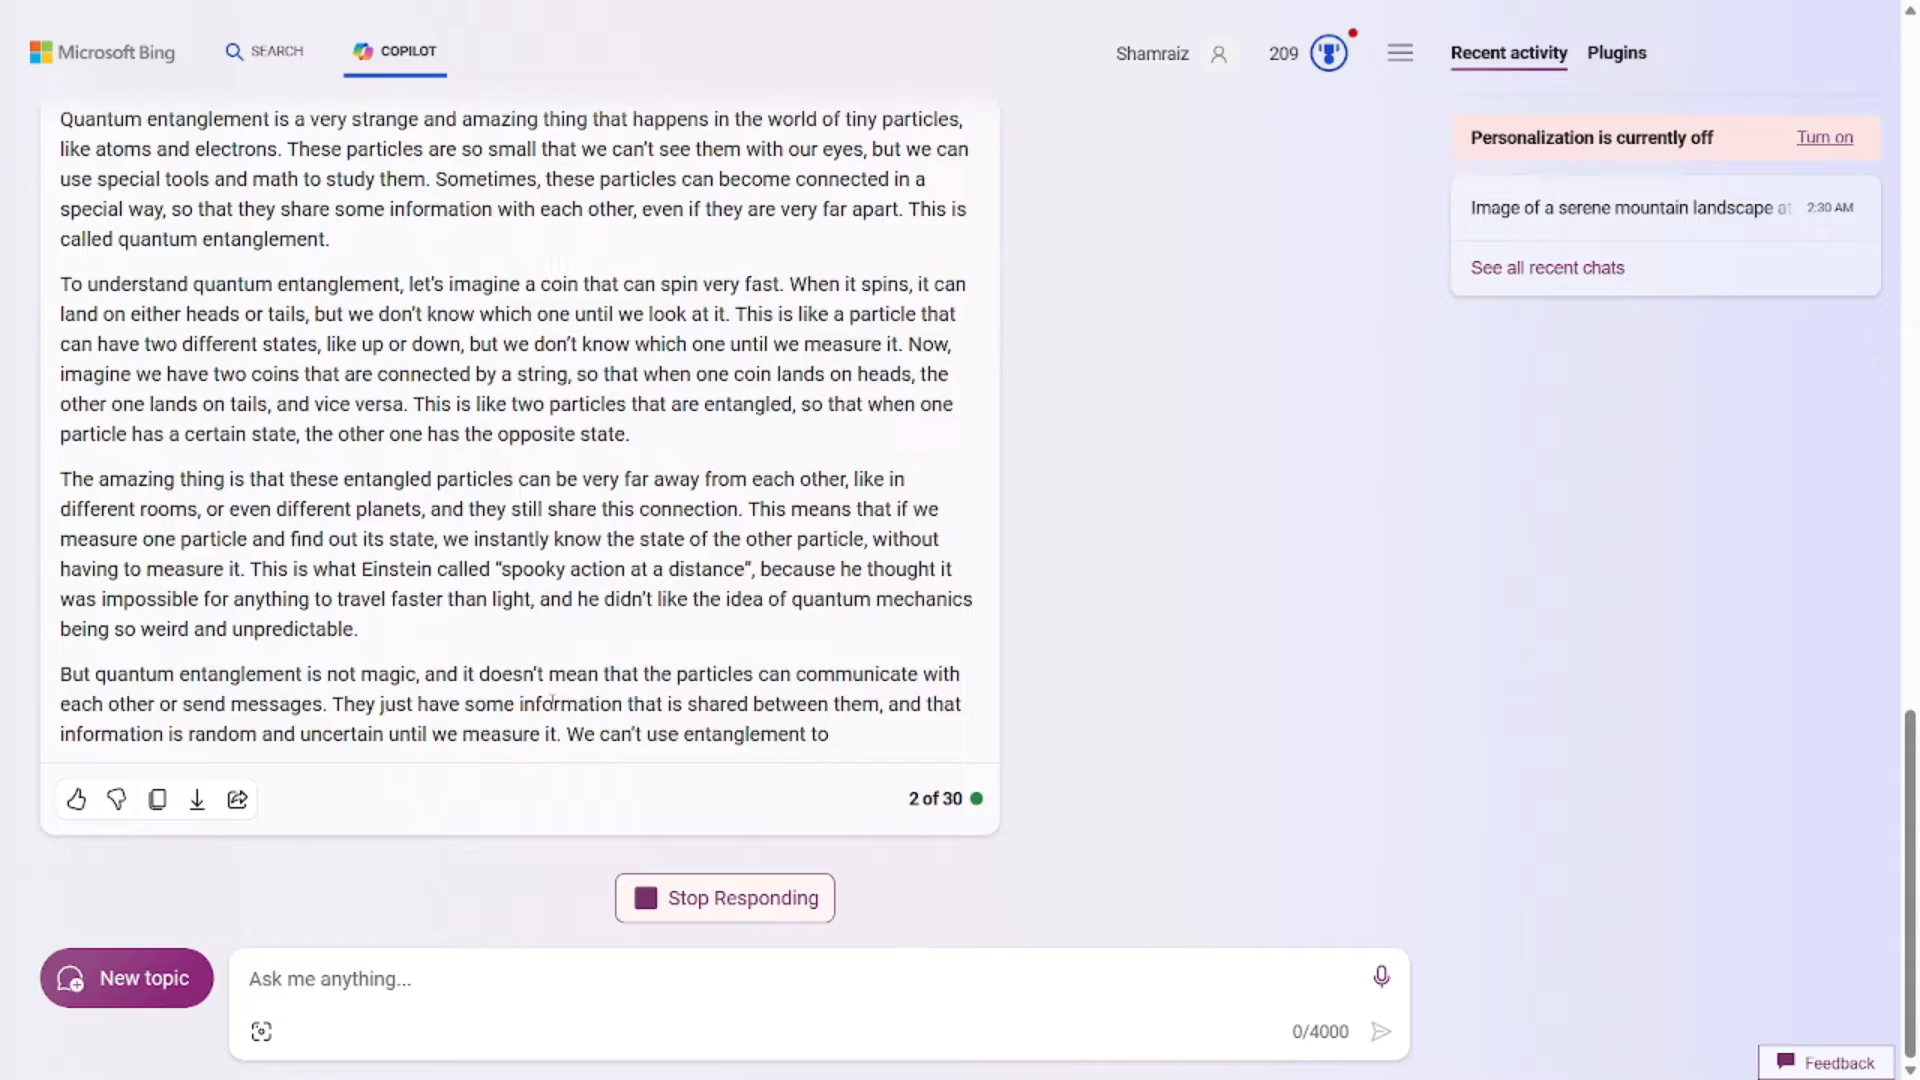 Microsoft Bing
SEARCH
COPILOT
Shamraiz
209
Recent activity
Plugins
Quantum entanglement is a very strange and amazing thing that happens in the world of tiny particles,
like atoms and electrons. These particles are so small that we can't see them with our eyes, but we can
use special tools and math to study them. Sometimes, these particles can become connected in a
special way, so that they share some information with each other, even if they are very far apart. This is
called quantum entanglement.
To understand quantum entanglement, let's imagine a coin that can spin very fast. When it spins, it can
land on either heads or tails, but we don't know which one until we look at it. This is like a particle that
can have two different states, like up or down, but we don't know which one until we measure it. Now,
imagine we have two coins that are connected by a string, so that when one coin lands on heads, the
other one lands on tails, and vice versa. This is like two particles that are entangled, so that when one
particle has a certain state, the other one has the opposite state.
The amazing thing is that these entangled particles can be very far away from each other, like in
different rooms, or even different planets, and they still share this connection. This means that if we
measure one particle and find out its state, we instantly know the state of the other particle, without
having to measure it. This is what Einstein called “spooky action at a distance”, because he thought it
was impossible for anything to travel faster than light, and he didn't like the idea of quantum mechanics
being so weird and unpredictable.
But quantum entanglement is not magic, and it doesn't mean that the particles can communicate with
each other or send messages. They just have some information that is shared between them, and that
information is random and uncertain until we measure it. We can't use entanglement to
2 of 30
Stop Responding
New topic
Ask me anything...
0/4000
Personalization is currently off
Turn on
Image of a serene mountain landscape at
2:30 AM
See all recent chats
Feedback